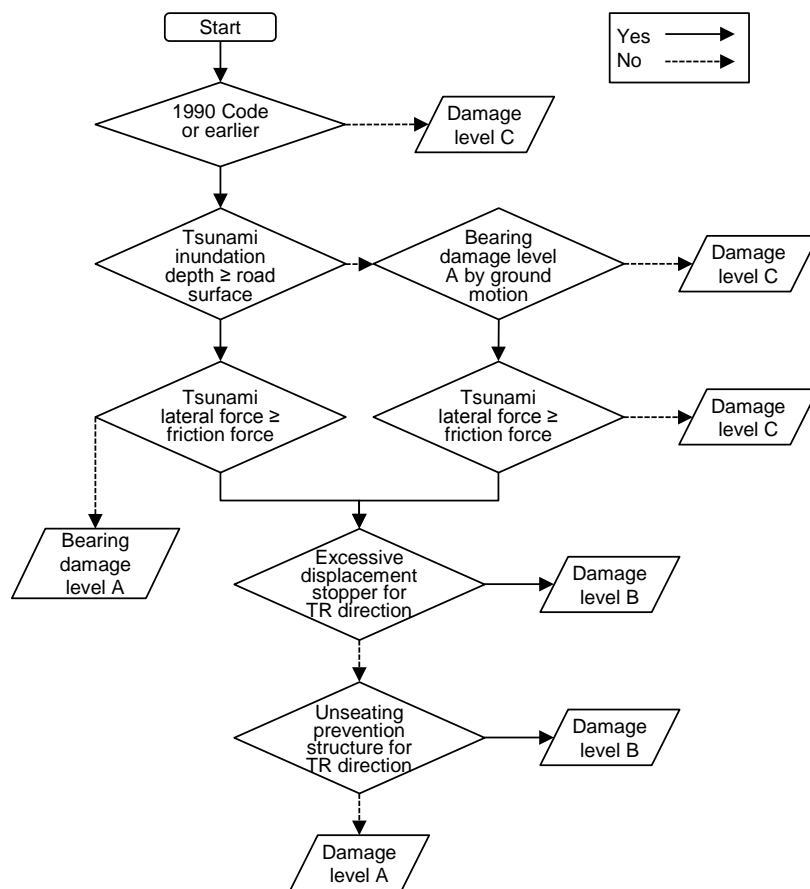 Start
Yes
No
1990 Code
or earlier
Damage
level C
Tsunami
inundation
depth ≥ road
surface
Bearing
damage level
A by ground
motion
Damage
level C
Tsunami
lateral force ≥
friction force
Tsunami
lateral force ≥
friction force
Damage
level C
Bearing
damage
level A
Excessive
displacement
stopper for
TR direction
Damage
level B
Unseating
prevention
structure for
TR direction
Damage
level B
Damage
level A